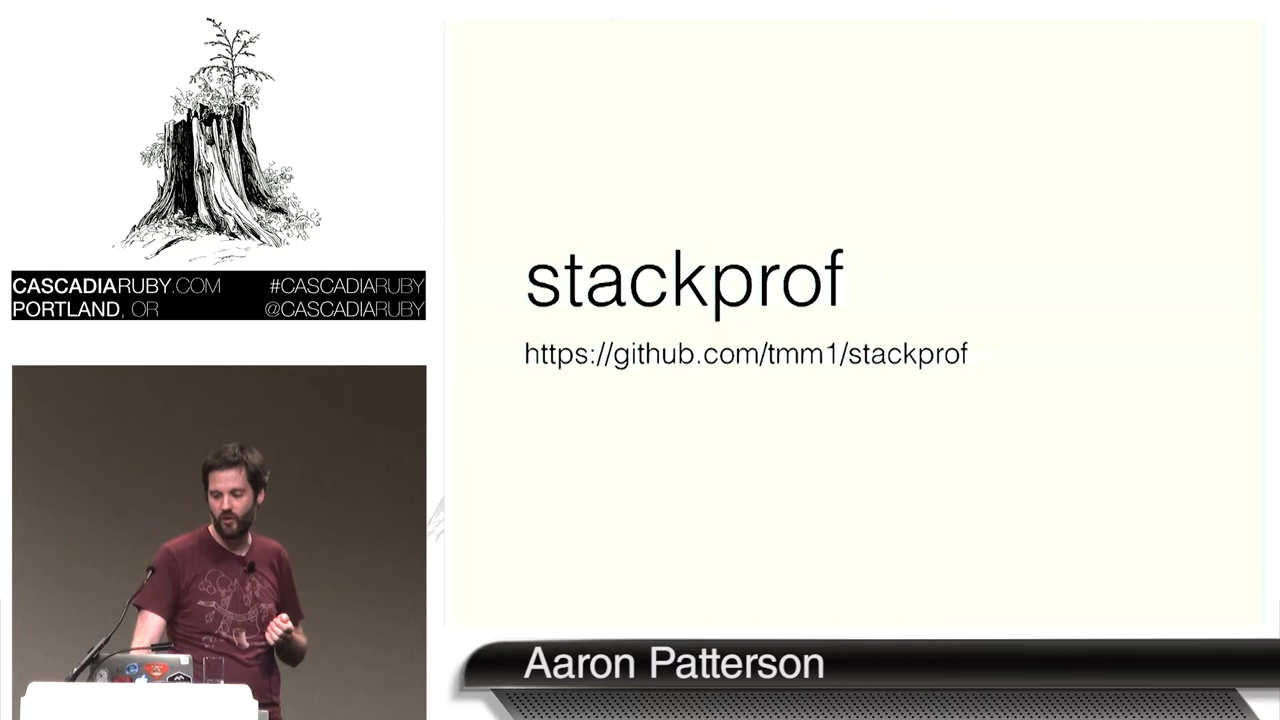 CASCADIARUBY.COM #CASCADIARUBY
PORTLAND, OR @CASCADIARUBY
stackprof
https://github.com/tmm1/stackprof
Aaron Patterson